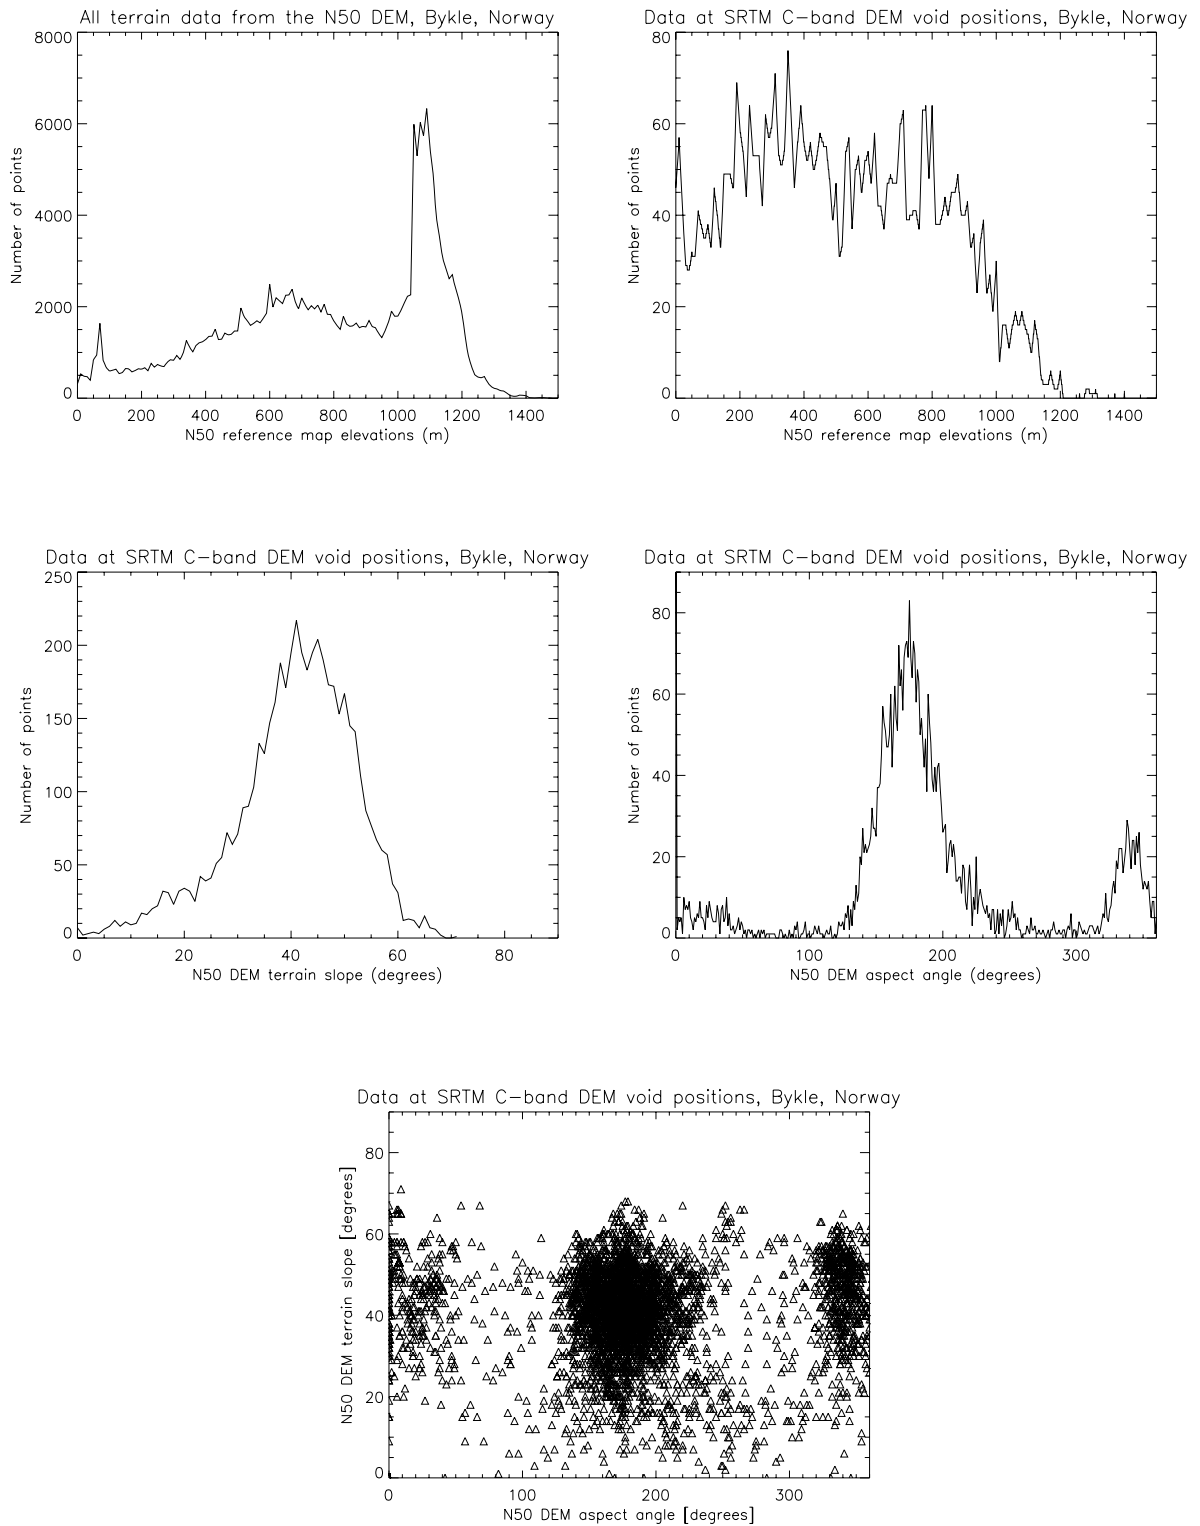 All terrain data from the N50 DEM, Bykle, Norway
8000
6000
4000
2000
0
Number of points
0 200 400 600 800 1000 1200 1400
N50 reference map elevations (m)
Data at SRTM C-band DEM void positions, Bykle, Norway
80
60
40
20
0
Number of points
0 200 400 600 800 1000 1200 1400
N50 reference map elevations (m)
Data at SRTM C-band DEM void positions, Bykle, Norway
250
200
150
100
50
0
Number of points
0 20 40 60 80
N50 DEM terrain slope (degrees)
Data at SRTM C-band DEM void positions, Bykle, Norway
80
60
40
20
0
Number of points
0 100 200 300
N50 DEM aspect angle (degrees)
Data at SRTM C-band DEM void positions, Bykle, Norway
80
60
40
20
0
N50 DEM terrain slope [degrees]
0 100 200 300
N50 DEM aspect angle [degrees]